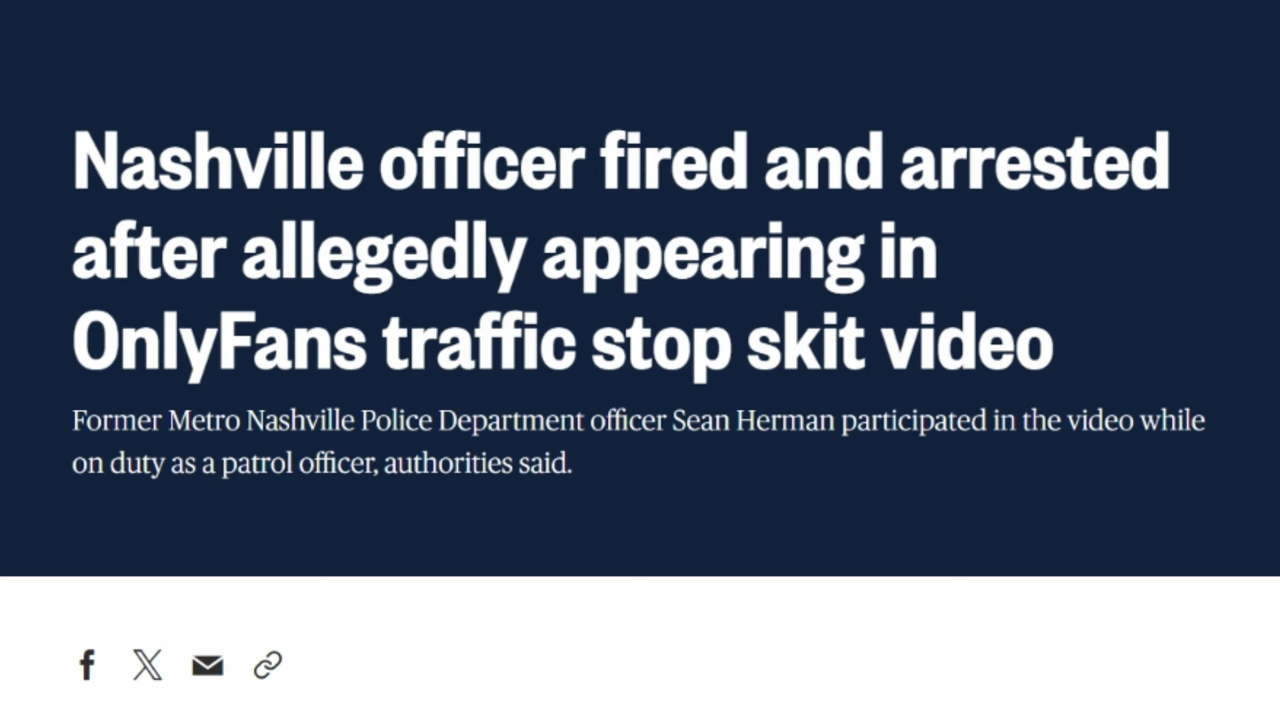 Nashville officer fired and arrested
after allegedly appearing in
OnlyFans traffic stop skit video
Former Metro Nashville Police Department officer Sean Herman participated in the video while
on duty as a patrol officer, authorities said.